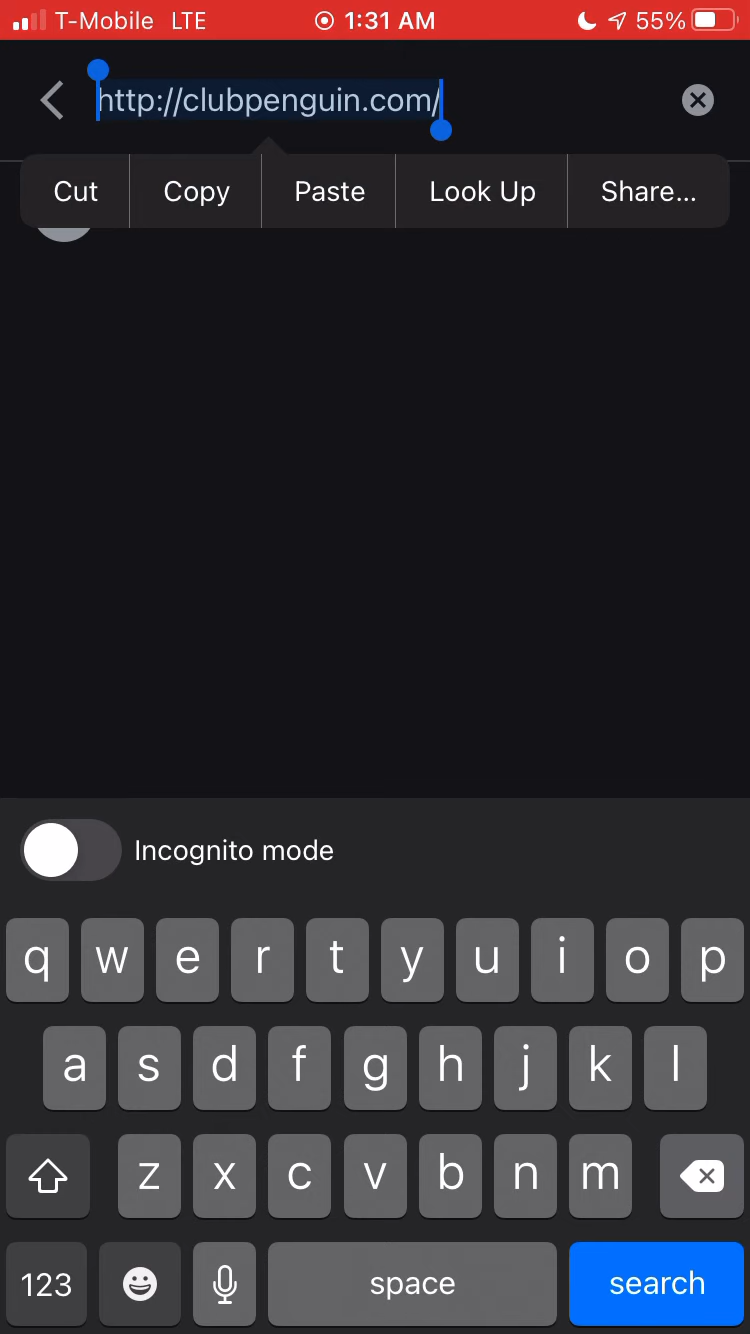 T-Mobile LTE 1:31 AM 55%
http://clubpenguin.com/
Cut Copy Paste Look Up Share...
Incognito mode
q w e r t y u i o p
a s d f g h j k l
z x c v b n m
123 space search